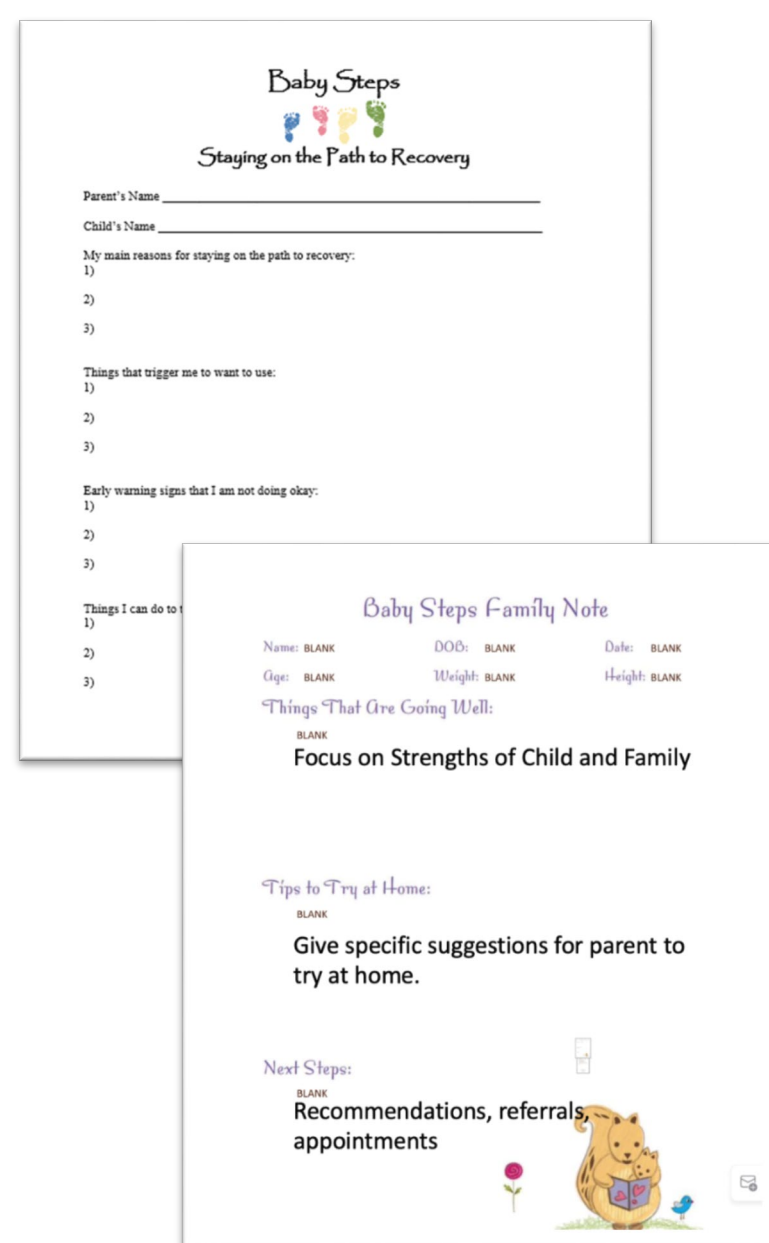 Baby Steps
Staying on the Path to Recovery
Parent's Name
Child's Name
My main reasons for staying on the path to recovery:
1)
2)
3)
Things that trigger me to want to use:
1)
2)
3)
Early warning signs that I am not doing okay:
1)
2)
3)
Things I can do to
1)
2)
3)
Baby Steps Family Note
Name: BLANK DOB: BLANK Date: BLANK
Age: BLANK Weight: BLANK Height: BLANK
Things That Are Going Well:
BLANK
Focus on Strengths of Child and Family
Tips to Try at Home:
BLANK
Give specific suggestions for parent to
try at home.
Next Steps:
BLANK
Recommendations, referrals,
appointments